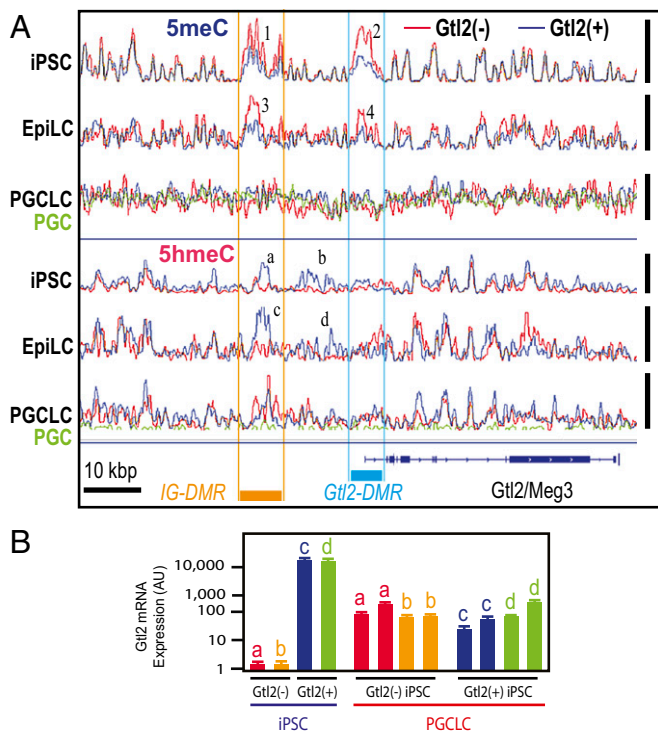 A
5meC
Gtl2(-) Gtl2(+)
1 2
iPSC
3 4
EpiLC
PGCLC
PGC
5hmeC
a b
iPSC
c d
EpiLC
PGCLC
PGC
10 kbp
IG-DMR Gtl2-DMR Gtl2/Meg3
B
Gtl2 mRNA
Expression (AU)
10,000
1,000
100
10
1
a b c d a a b b c c d d
Gtl2(-) Gtl2(+) Gtl2(-) iPSC Gtl2(+) iPSC
iPSC PGCLC